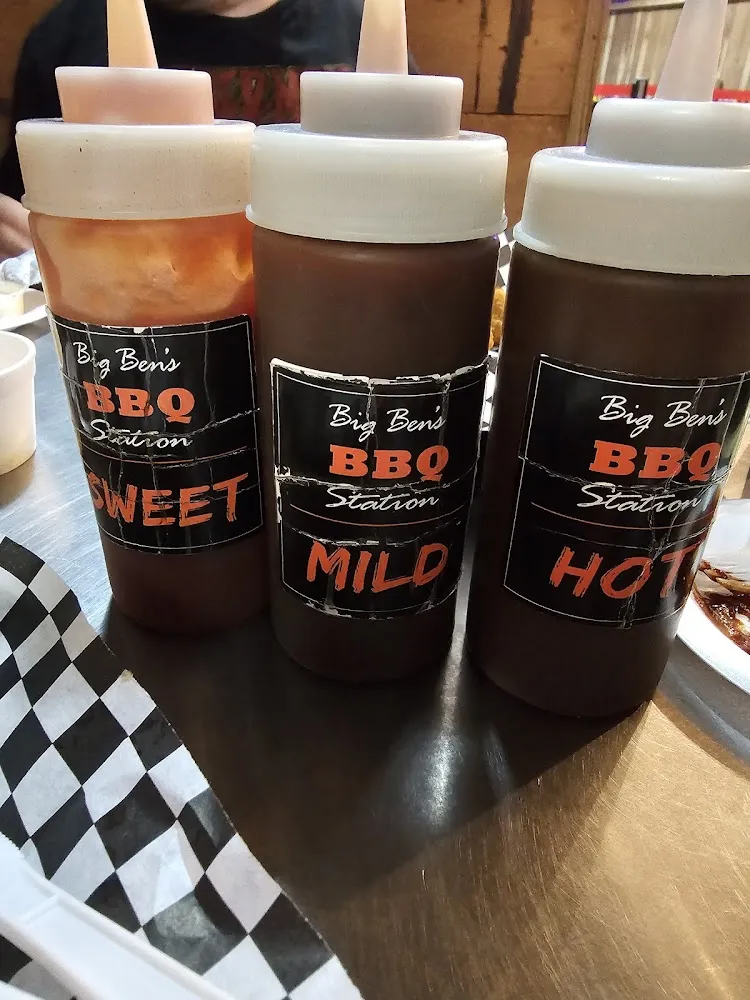 Big Ben's
BBQ
Station
SWEET
Big Ben's
BBQ
Station
MILD
Big Ben's
BBQ
Station
HOT